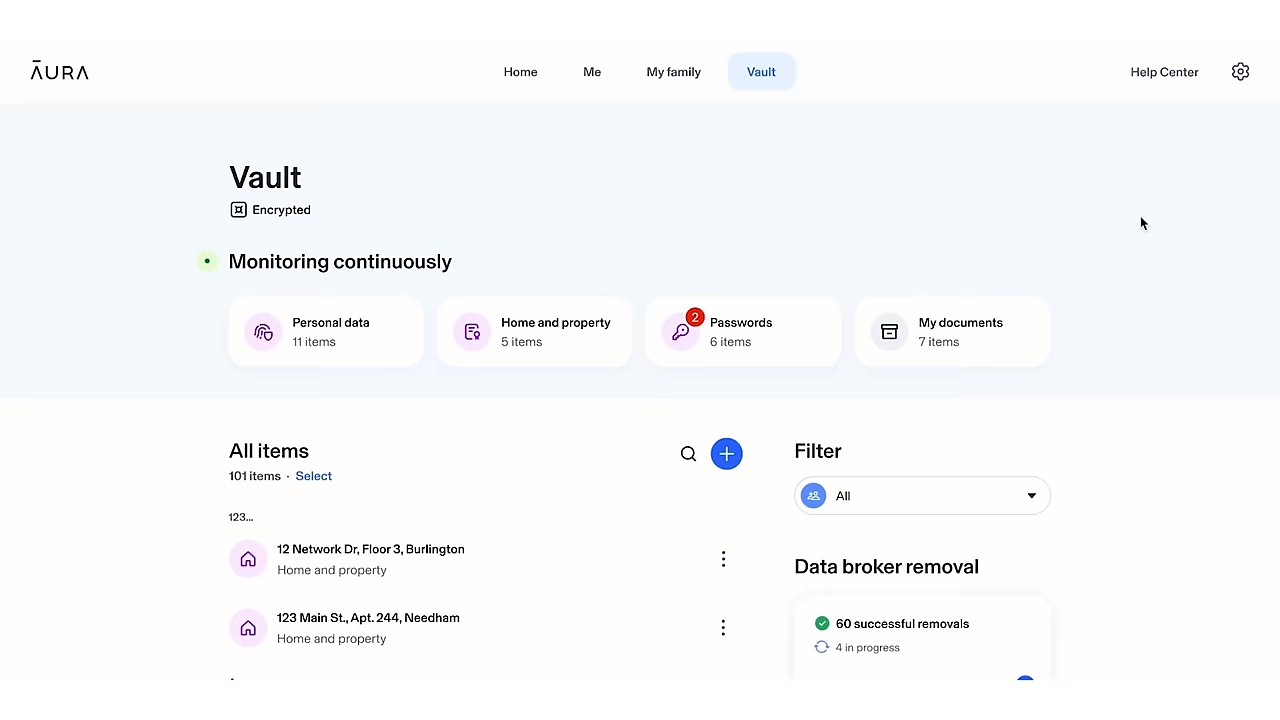 ĀURA
Home
Me
My family
Vault
Help Center
Vault
Encrypted
Monitoring continuously
Personal data
11 items
Home and property
5 items
2
Passwords
6 items
My documents
7 items
All items
101 items · Select
123...
12 Network Dr, Floor 3, Burlington
Home and property
123 Main St., Apt. 244, Needham
Home and property
Filter
All
Data broker removal
60 successful removals
4 in progress